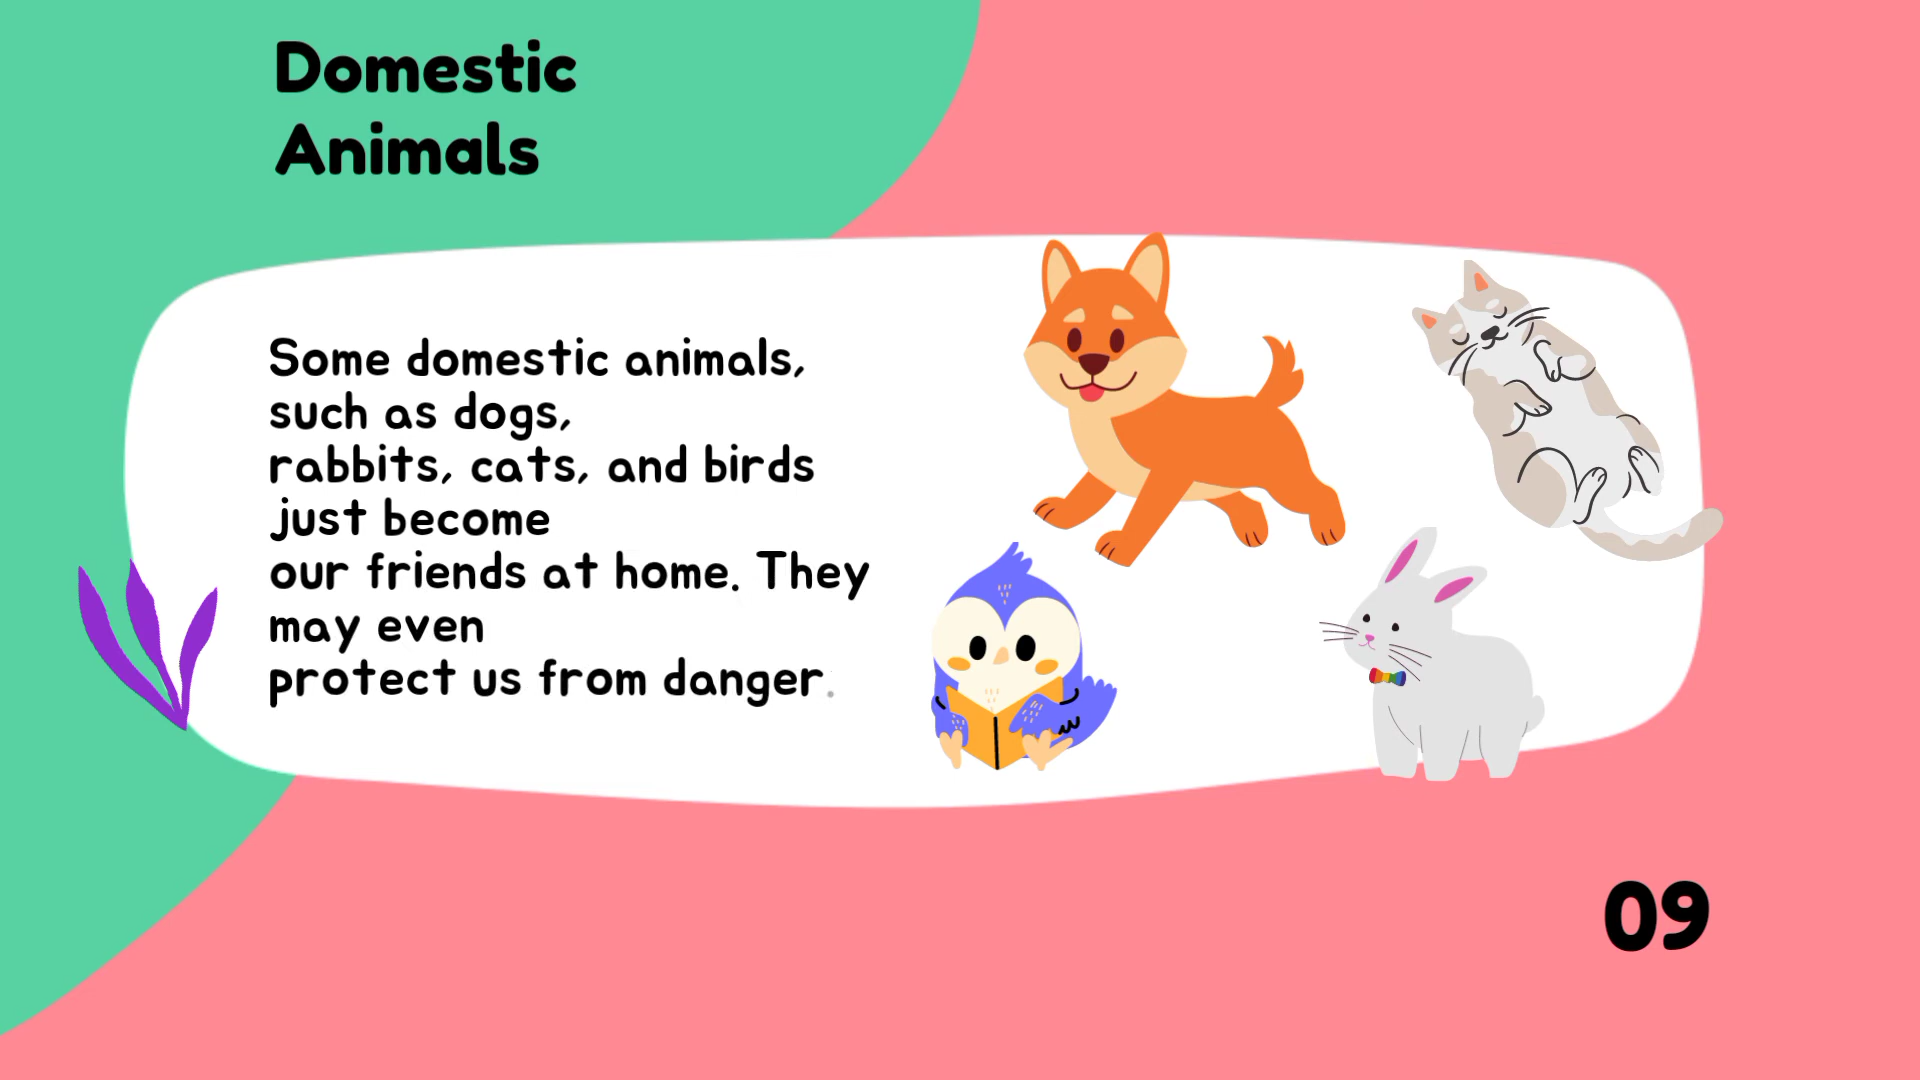 Domestic
Animals
Some domestic animals,
such as dogs,
rabbits, cats, and birds
just become
our friends at home. They
may even
protect us from danger.
09